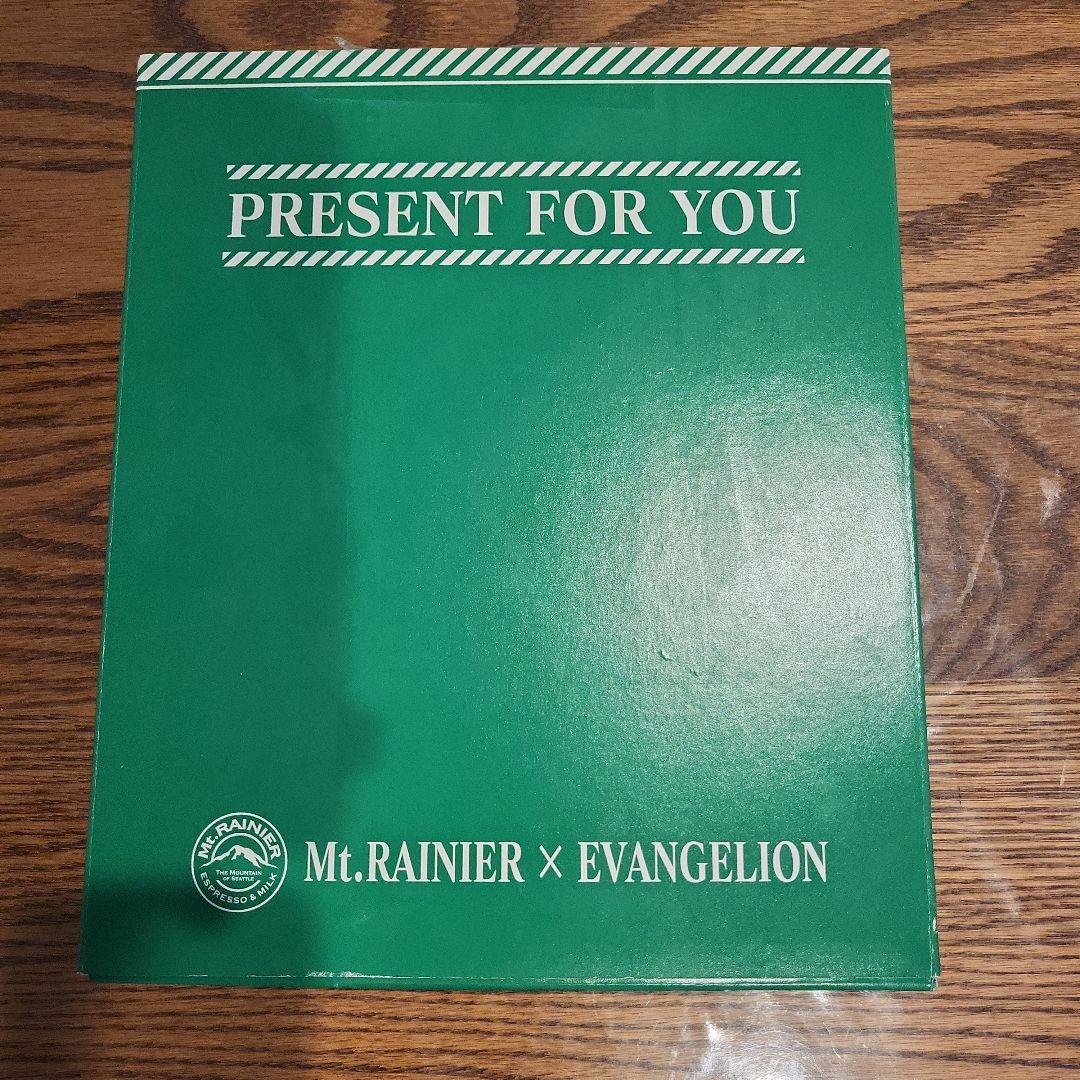 PRESENT FOR YOU
Mt.RAINIER
THE MOUNTAIN
OF SEATTLE
ESPRESSO & MILK
Mt.RAINIER × EVANGELION